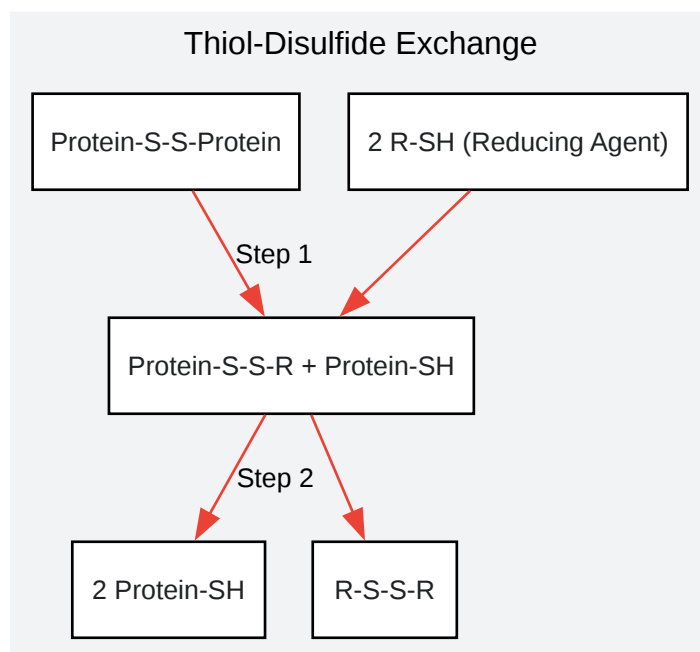 Thiol-Disulfide Exchange
Protein-S-S-Protein
2 R-SH (Reducing Agent)
Step 1
Protein-S-S-R + Protein-SH
Step 2
2 Protein-SH
R-S-S-R